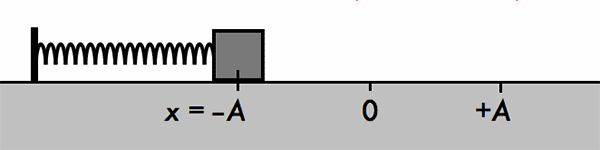 x = –A 0 +A